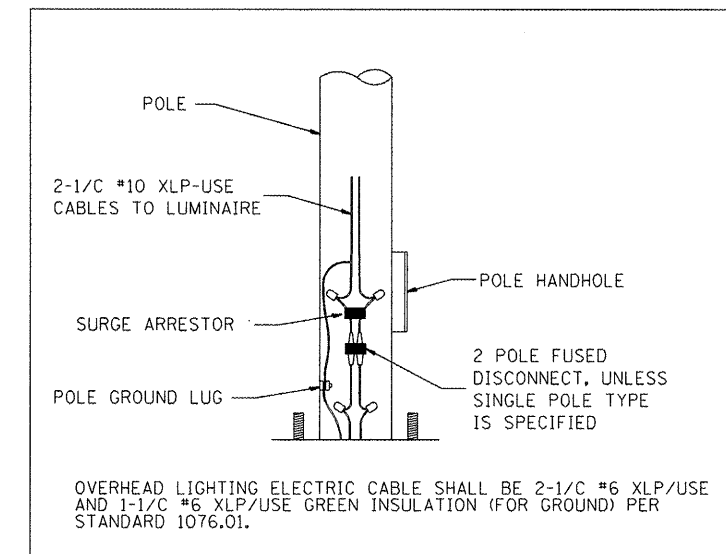 POLE
2-1/C #10 XLP-USE
CABLES TO LUMINAIRE
POLE HANDHOLE
SURGE ARRESTOR
2 POLE FUSED
DISCONNECT, UNLESS
SINGLE POLE TYPE
IS SPECIFIED
POLE GROUND LUG
OVERHEAD LIGHTING ELECTRIC CABLE SHALL BE 2-1/C #6 XLP/USE
AND 1-1/C #6 XLP/USE GREEN INSULATION (FOR GROUND) PER
STANDARD 1076.01.